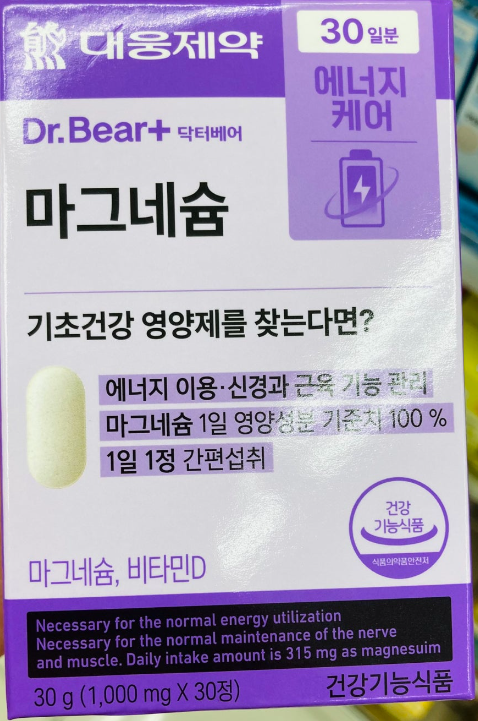 대웅제약
30일분
에너지
케어
Dr.Bear+ 닥터베어
마그네슘
기초건강 영양제를 찾는다면?
에너지 이용·신경과 근육 기능 관리
마그네슘 1일 영양성분 기준치 100 %
1일 1정 간편섭취
건강
기능식품
식품의약품안전처
마그네슘, 비타민D
Necessary for the normal energy utilization
Necessary for the normal maintenance of the nerve
and muscle. Daily intake amount is 315 mg as magnesuim
30 g (1,000 mg X 30정)
건강기능식품